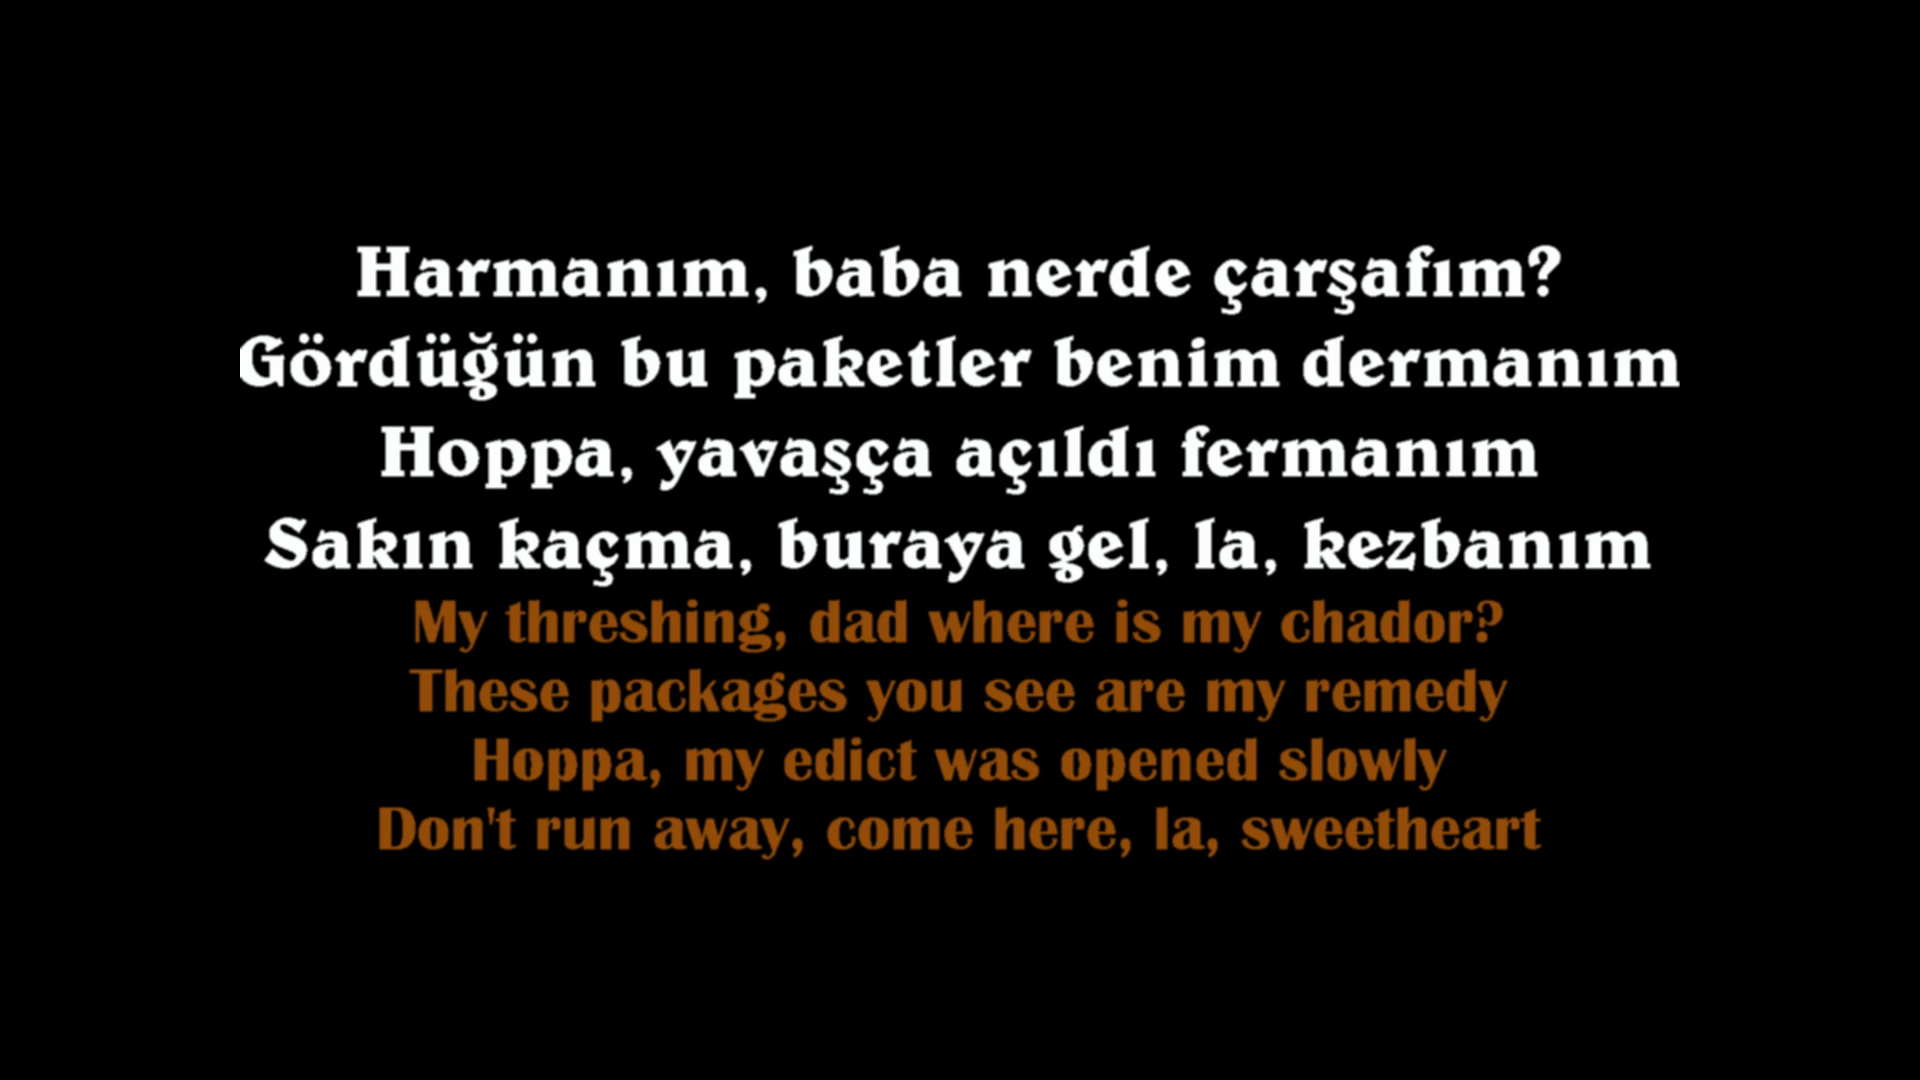 Harmanım, baba nerde çarşafım?
Gördüğün bu paketler benim dermanım
Hoppa, yavaşça açıldı fermanım
Sakın kaçma, buraya gel, la, kezbanım
My threshing, dad where is my chador?
These packages you see are my remedy
Hoppa, my edict was opened slowly
Don't run away, come here, la, sweetheart